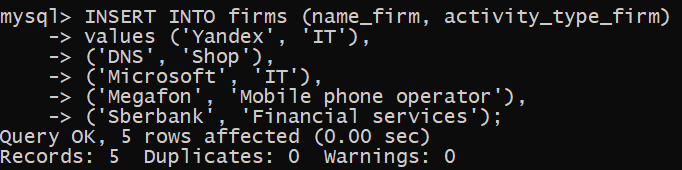 mysql> INSERT INTO firms (name_firm, activity_type_firm)
    -> values ('Yandex', 'IT'),
    -> ('DNS', 'Shop'),
    -> ('Microsoft', 'IT'),
    -> ('Megafon', 'Mobile phone operator'),
    -> ('Sberbank', 'Financial services');
Query OK, 5 rows affected (0.00 sec)
Records: 5  Duplicates: 0  Warnings: 0